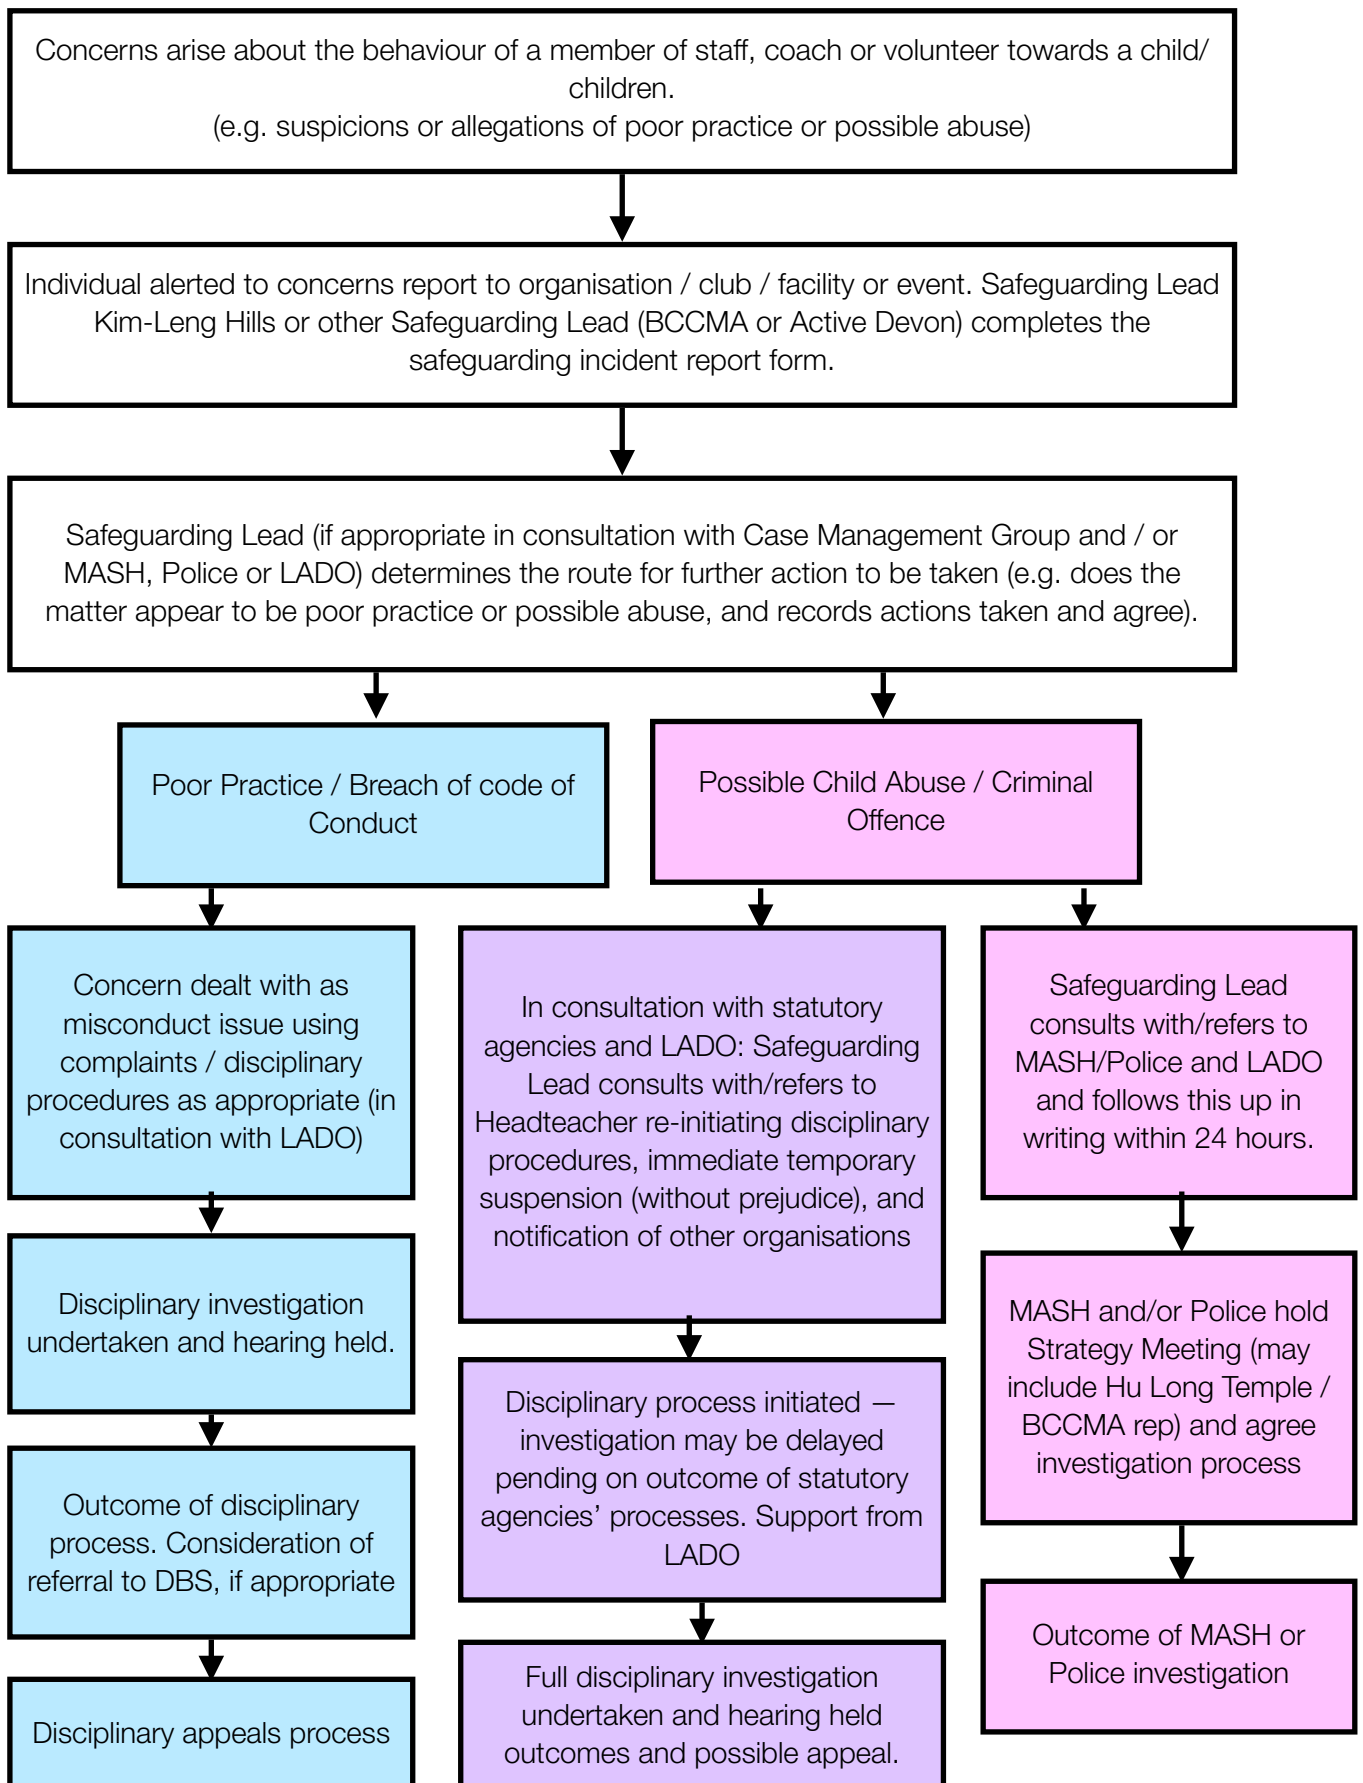 Concerns arise about the behaviour of a member of staff, coach or volunteer towards a child/
children.
(e.g. suspicions or allegations of poor practice or possible abuse)
Individual alerted to concerns report to organisation / club / facility or event. Safeguarding Lead
Kim-Leng Hills or other Safeguarding Lead (BCCMA or Active Devon) completes the
safeguarding incident report form.
Safeguarding Lead (if appropriate in consultation with Case Management Group and / or
MASH, Police or LADO) determines the route for further action to be taken (e.g. does the
matter appear to be poor practice or possible abuse, and records actions taken and agree).
Poor Practice / Breach of code of
Conduct
Possible Child Abuse / Criminal
Offence
Concern dealt with as
misconduct issue using
complaints / disciplinary
procedures as appropriate (in
consultation with LADO)
Disciplinary investigation
undertaken and hearing held.
Outcome of disciplinary
process. Consideration of
referral to DBS, if appropriate
Disciplinary appeals process
In consultation with statutory
agencies and LADO: Safeguarding
Lead consults with/refers to
Headteacher re-initiating disciplinary
procedures, immediate temporary
suspension (without prejudice), and
notification of other organisations
Disciplinary process initiated —
investigation may be delayed
pending on outcome of statutory
agencies’ processes. Support from
LADO
Full disciplinary investigation
undertaken and hearing held
outcomes and possible appeal.
Safeguarding Lead
consults with/refers to
MASH/Police and LADO
and follows this up in
writing within 24 hours.
MASH and/or Police hold
Strategy Meeting (may
include Hu Long Temple /
BCCMA rep) and agree
investigation process
Outcome of MASH or
Police investigation